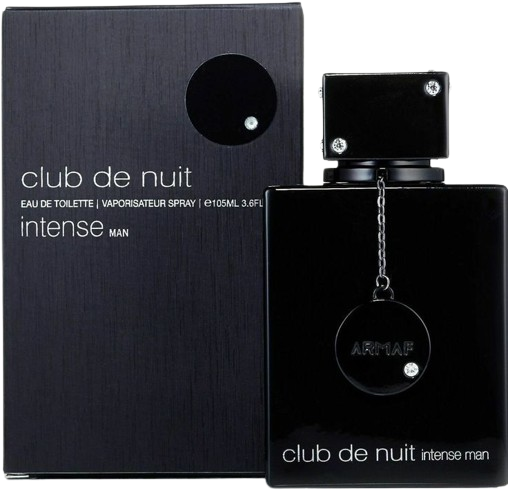 club de nuit
EAU DE TOILETTE | VAPORISATEUR SPRAY | ℮105ML 3.6FL
intense MAN
ARMAF
club de nuit intense man